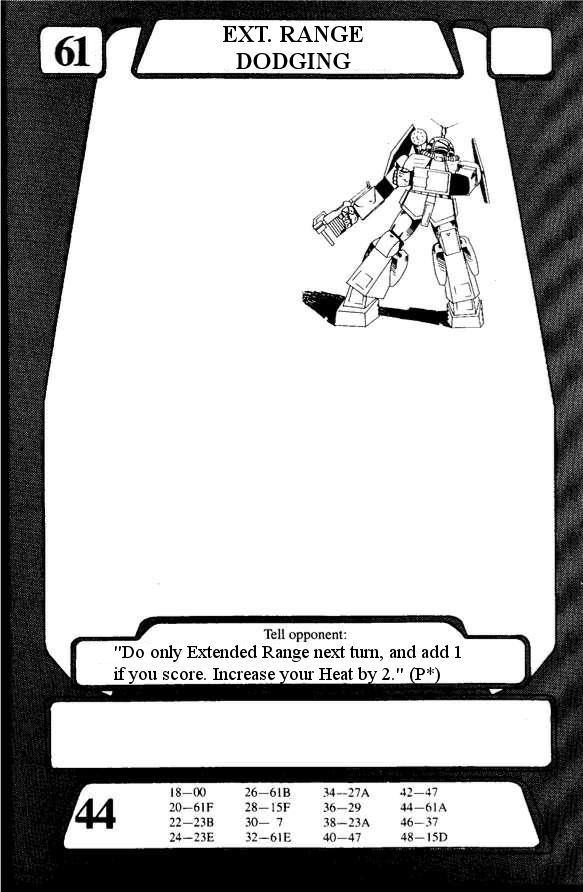 61
EXT. RANGE
DODGING
Tell opponent:
"Do only Extended Range next turn, and add 1
if you score. Increase your Heat by 2." (P*)
44
18—00 26—61B 34—27A 42—47
20—61F 28—15F 36—29 44—61A
22—23B 30— 7 38—23A 46—37
24—23E 32—61E 40—47 48—15D